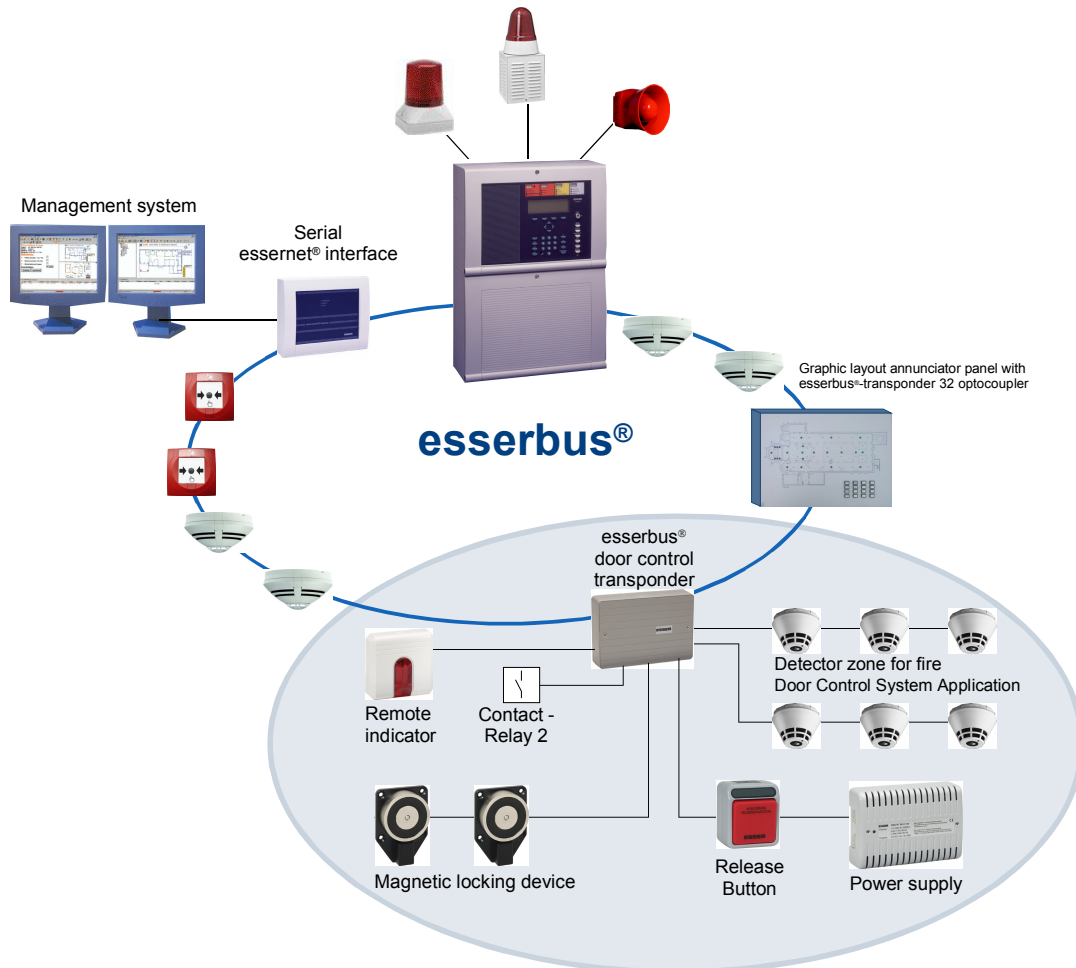 Management system
Serial
essernet® interface
Graphic layout annunciator panel with
esserbus®-transponder 32 optocoupler
esserbus®
esserbus®
door control
transponder
Detector zone for fire
Door Control System Application
Remote
indicator
Contact -
Relay 2
Magnetic locking device
Release
Button
Power supply